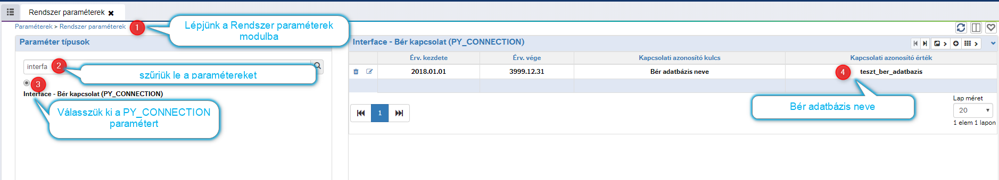 Rendszer paraméterek
Paraméterek > Rendszer paraméterek
1
Lépjünk a Rendszer paraméterek
modulba
Paraméter típusok
interfa
2
szűrjük le a paramétereket
3
Interface - Bér kapcsolat (PY_CONNECTION)
Válasszük ki a PY_CONNECTION
paramétert
Interface - Bér kapcsolat (PY_CONNECTION)
Érv. kezdete Érv. vége Kapcsolati azonosító kulcs Kapcsolati azonosító érték
2018.01.01 3999.12.31 Bér adatbázis neve 4 teszt_ber_adatbazis
Bér adatbázis neve
1
Lap méret
20
1 elem 1 lapon